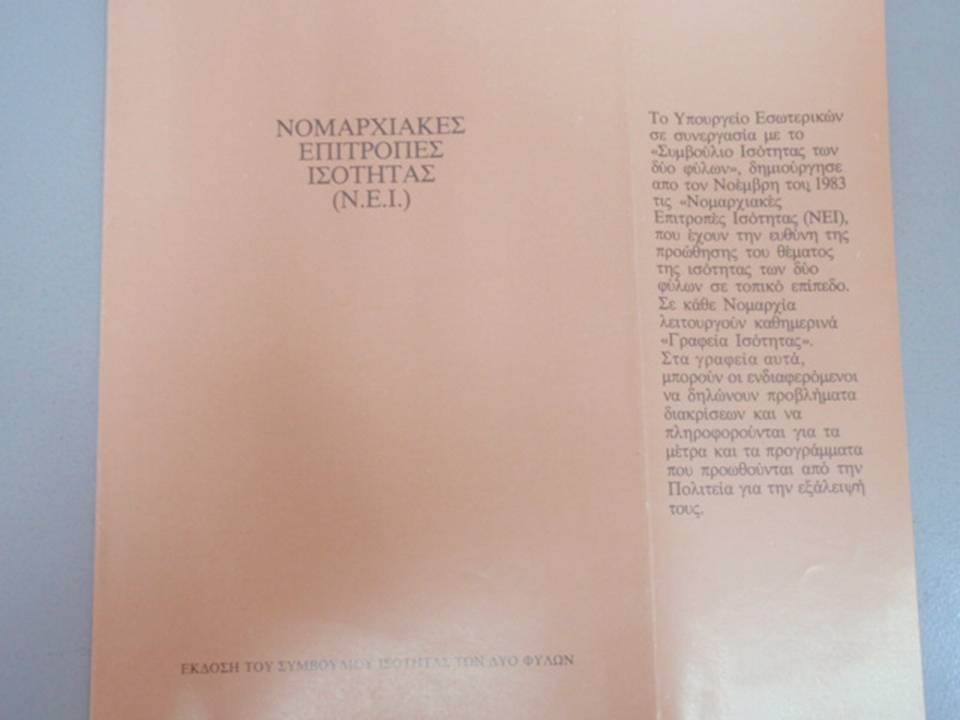 ΝΟΜΑΡΧΙΑΚΕΣ
ΕΠΙΤΡΟΠΕΣ
ΙΣΟΤΗΤΑΣ
(Ν.Ε.Ι.)
ΕΚΔΟΣΗ ΤΟΥ ΣΥΜΒΟΥΛΙΟΥ ΙΣΟΤΗΤΑΣ ΤΩΝ ΔΥΟ ΦΥΛΩΝ
Το Υπουργείο Εσωτερικών
σε συνεργασία με το
«Συμβούλιο Ισότητας των
δύο φύλων», δημιούργησε
απο τον Νοέμβρη του 1983
τις «Νομαρχιακές
Επιτροπές Ισότητας (ΝΕΙ),
που έχουν την ευθύνη της
προώθησης του θέματος
της ισότητας των δύο
φύλων σε τοπικό επίπεδο.
Σε κάθε Νομαρχία
λειτουργούν καθημερινά
«Γραφεία Ισότητας».
Στα γραφεία αυτά,
μπορούν οι ενδιαφερόμενοι
να δηλώνουν προβλήματα
διακρίσεων και να
πληροφορούνται για τα
μέτρα και τα προγράμματα
που προωθούνται από την
Πολιτεία για την εξάλειψή
τους.